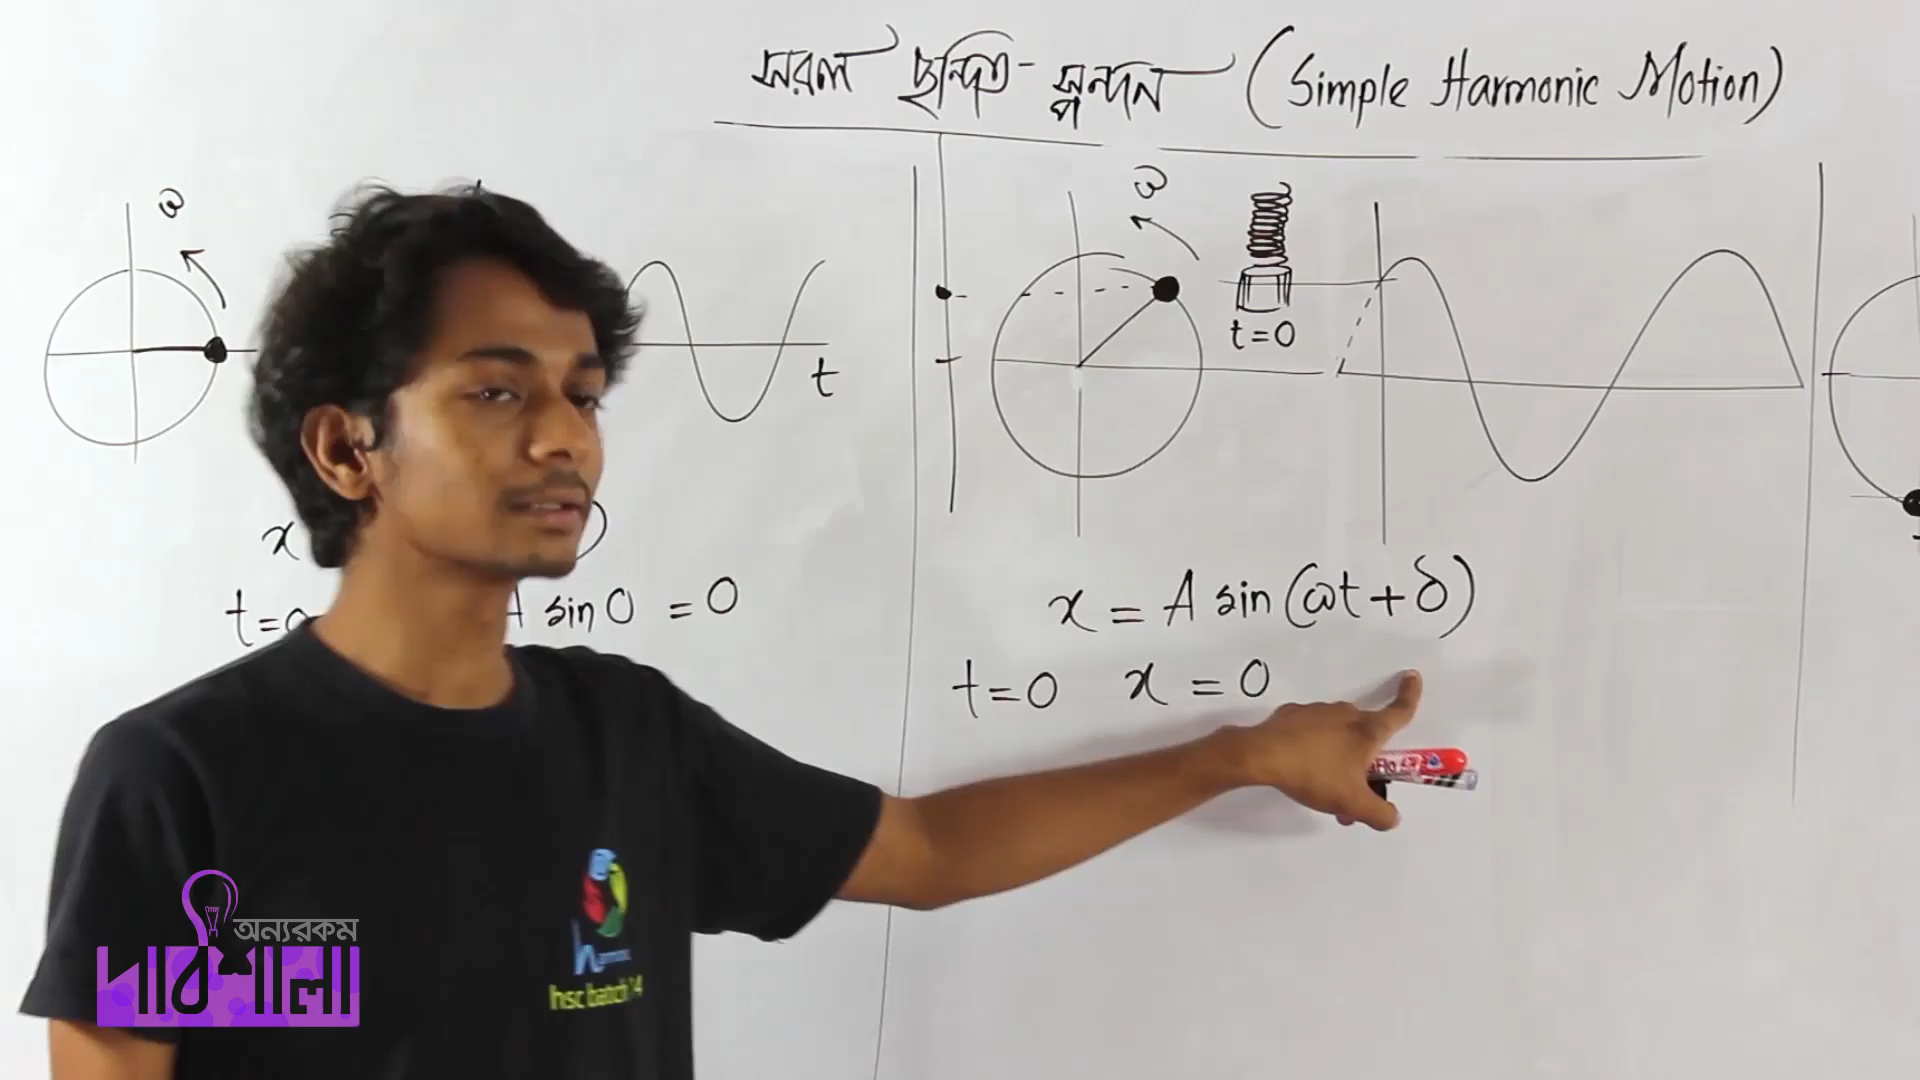 সরল ছন্দিত স্পন্দন (Simple Harmonic Motion)
ω
t
x
t=0
A sin 0 = 0
ω
t=0
x = A sin(ωt+δ)
t=0 x = 0
অন্যরকম
পাঠশালা
hsc batch 14